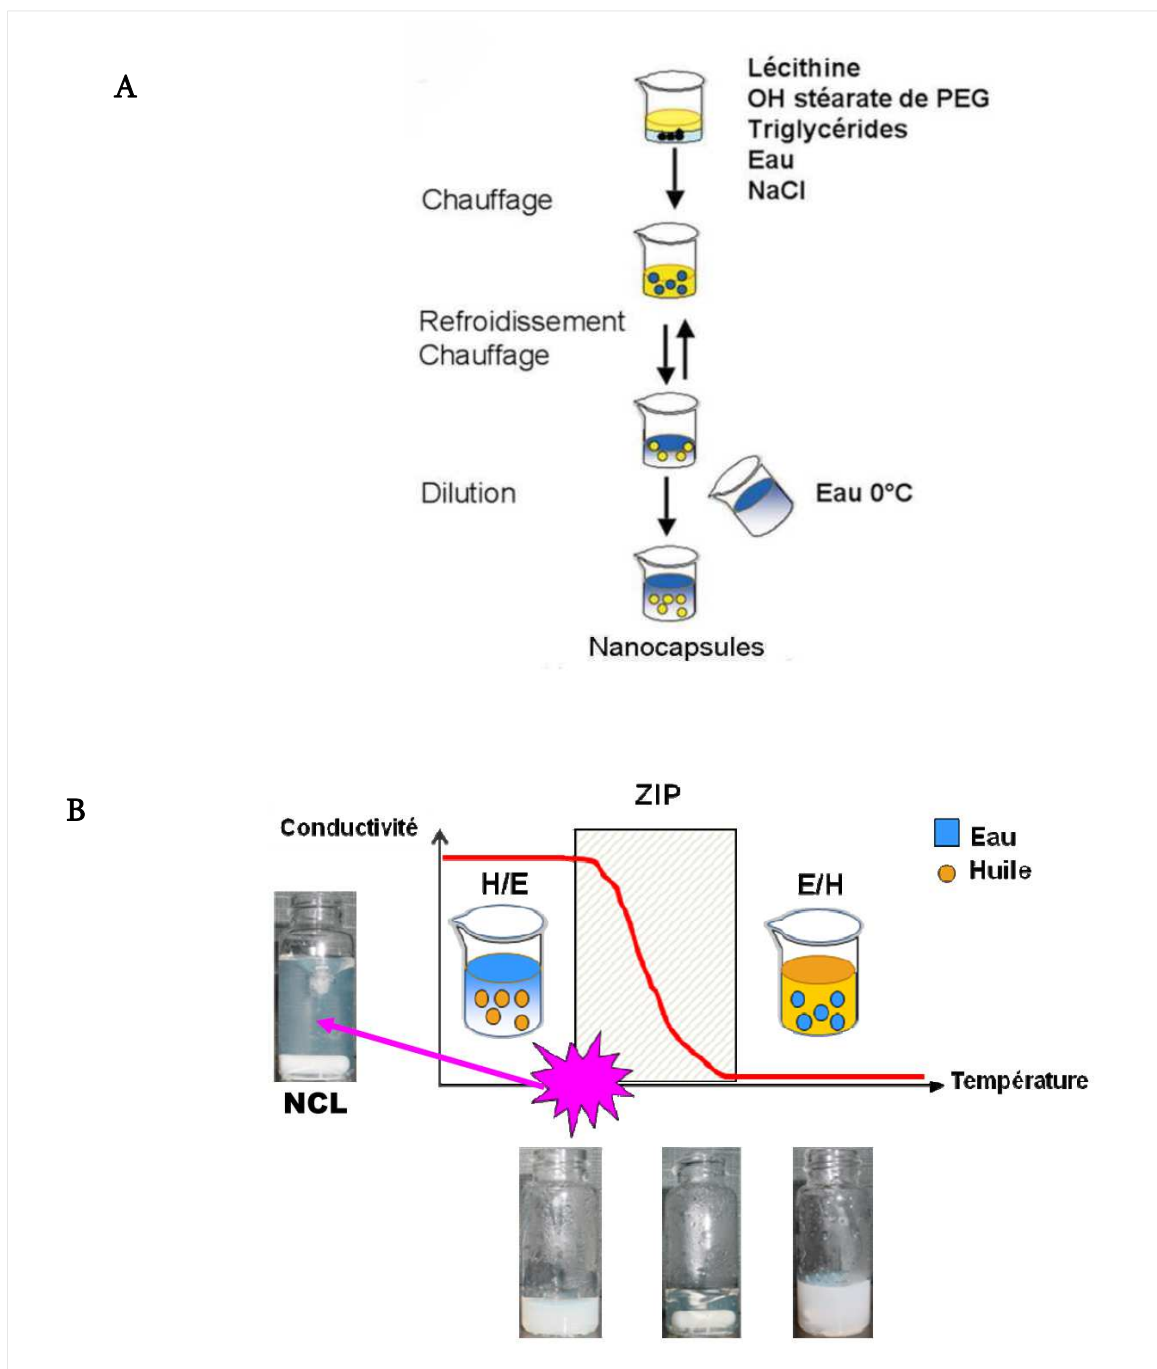 A
Lécithine
OH stéarate de PEG
Triglycérides
Eau
NaCl
Chauffage
Refroidissement
Chauffage
Dilution
Eau 0°C
Nanocapsules
B
ZIP
Conductivité
Eau
Huile
H/E
E/H
Température
NCL